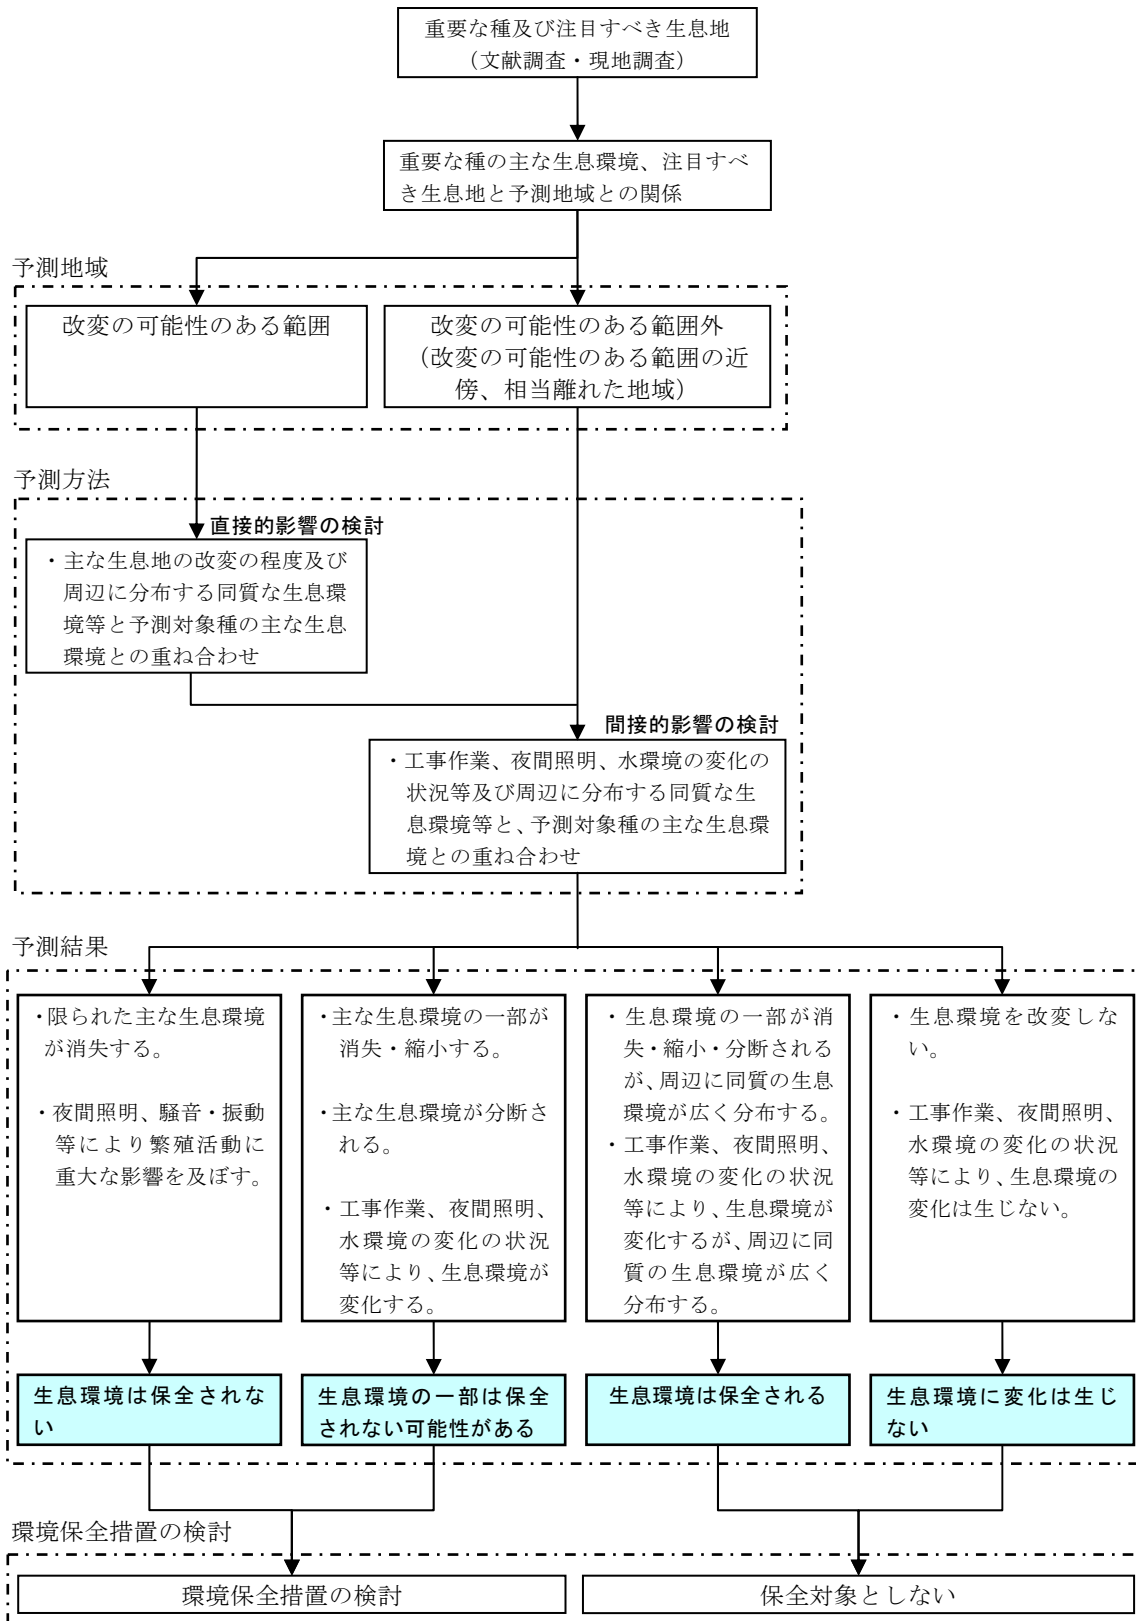 重要な種及び注目すべき生息地
（文献調査・現地調査）
重要な種の主な生息環境、注目すべ
き生息地と予測地域との関係
予測地域
改変の可能性のある範囲
改変の可能性のある範囲外
（改変の可能性のある範囲の近
傍、相当離れた地域）
予測方法
直接的影響の検討
・主な生息地の改変の程度及び
周辺に分布する同質な生息環
境等と予測対象種の主な生息
環境との重ね合わせ
間接的影響の検討
・工事作業、夜間照明、水環境の変化の
状況等及び周辺に分布する同質な生
息環境等と、予測対象種の主な生息環
境との重ね合わせ
予測結果
・限られた主な生息環境
が消失する。
・夜間照明、騒音・振動
等により繁殖活動に
重大な影響を及ぼす。
・主な生息環境の一部が
消失・縮小する。
・主な生息環境が分断さ
れる。
・工事作業、夜間照明、
水環境の変化の状況
等により、生息環境が
変化する。
・生息環境の一部が消
失・縮小・分断される
が、周辺に同質の生息
環境が広く分布する。
・工事作業、夜間照明、
水環境の変化の状況
等により、生息環境が
変化するが、周辺に同
質の生息環境が広く
分布する。
・生息環境を改変しな
い。
・工事作業、夜間照明、
水環境の変化の状況
等により、生息環境の
変化は生じない。
生息環境は保全されな
い
生息環境の一部は保全
されない可能性がある
生息環境は保全される
生息環境に変化は生じ
ない
環境保全措置の検討
環境保全措置の検討
保全対象としない